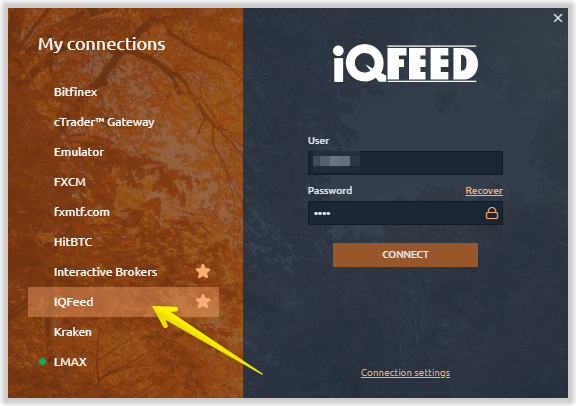 My connections
Bitfinex
cTrader™ Gateway
Emulator
FXCM
fxmtf.com
HitBTC
Interactive Brokers
IQFeed
Kraken
LMAX
iQFEED
User
Password
Recover
••••
CONNECT
Connection settings